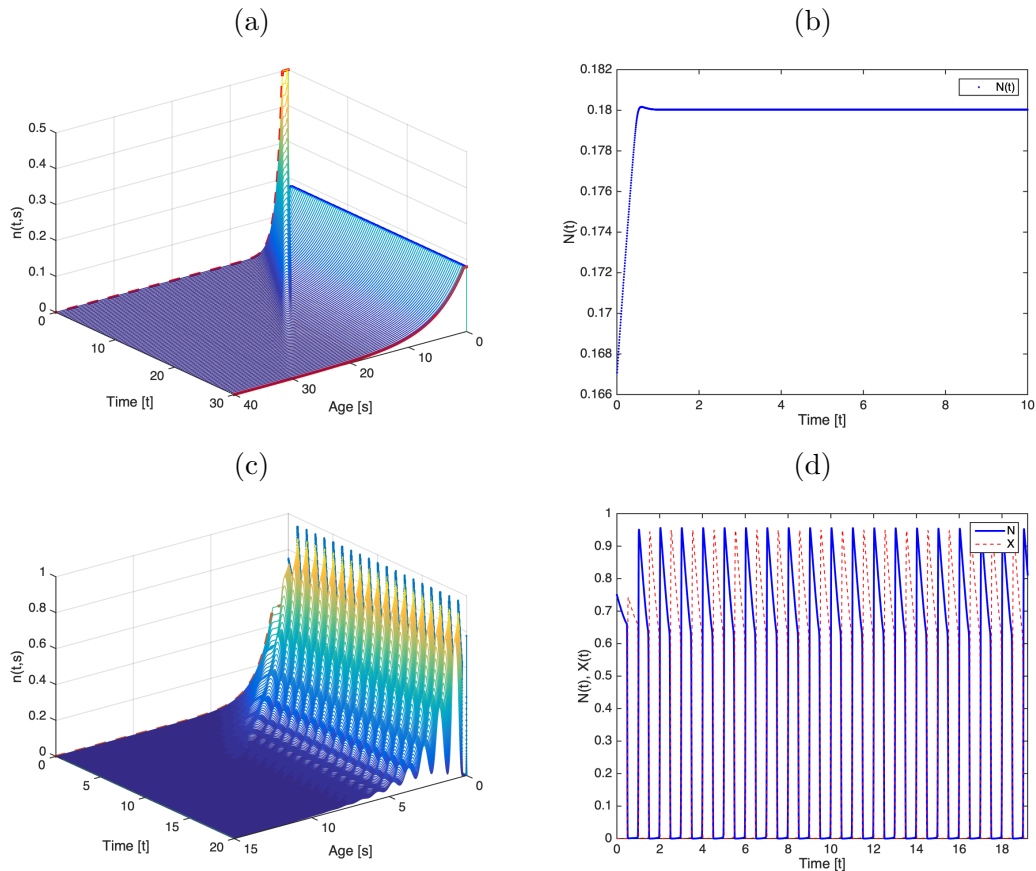 (a)
0.5
0.4
0.3
0.2
0.1
0
n(t,s)
0
10
20
30
Time [t]
40
30
20
10
0
Age [s]
(b)
0.182
0.18
0.178
0.176
0.174
0.172
0.17
0.168
0.166
N(t)
N(t)
0 2 4 6 8 10
Time [t]
(c)
1
0.8
0.6
0.4
0.2
0
n(t,s)
0
5
10
15
20
Time [t]
15
10
5
0
Age [s]
(d)
1
0.9
0.8
0.7
0.6
0.5
0.4
0.3
0.2
0.1
0
N(t), X(t)
N
X
0 2 4 6 8 10 12 14 16 18
Time [t]